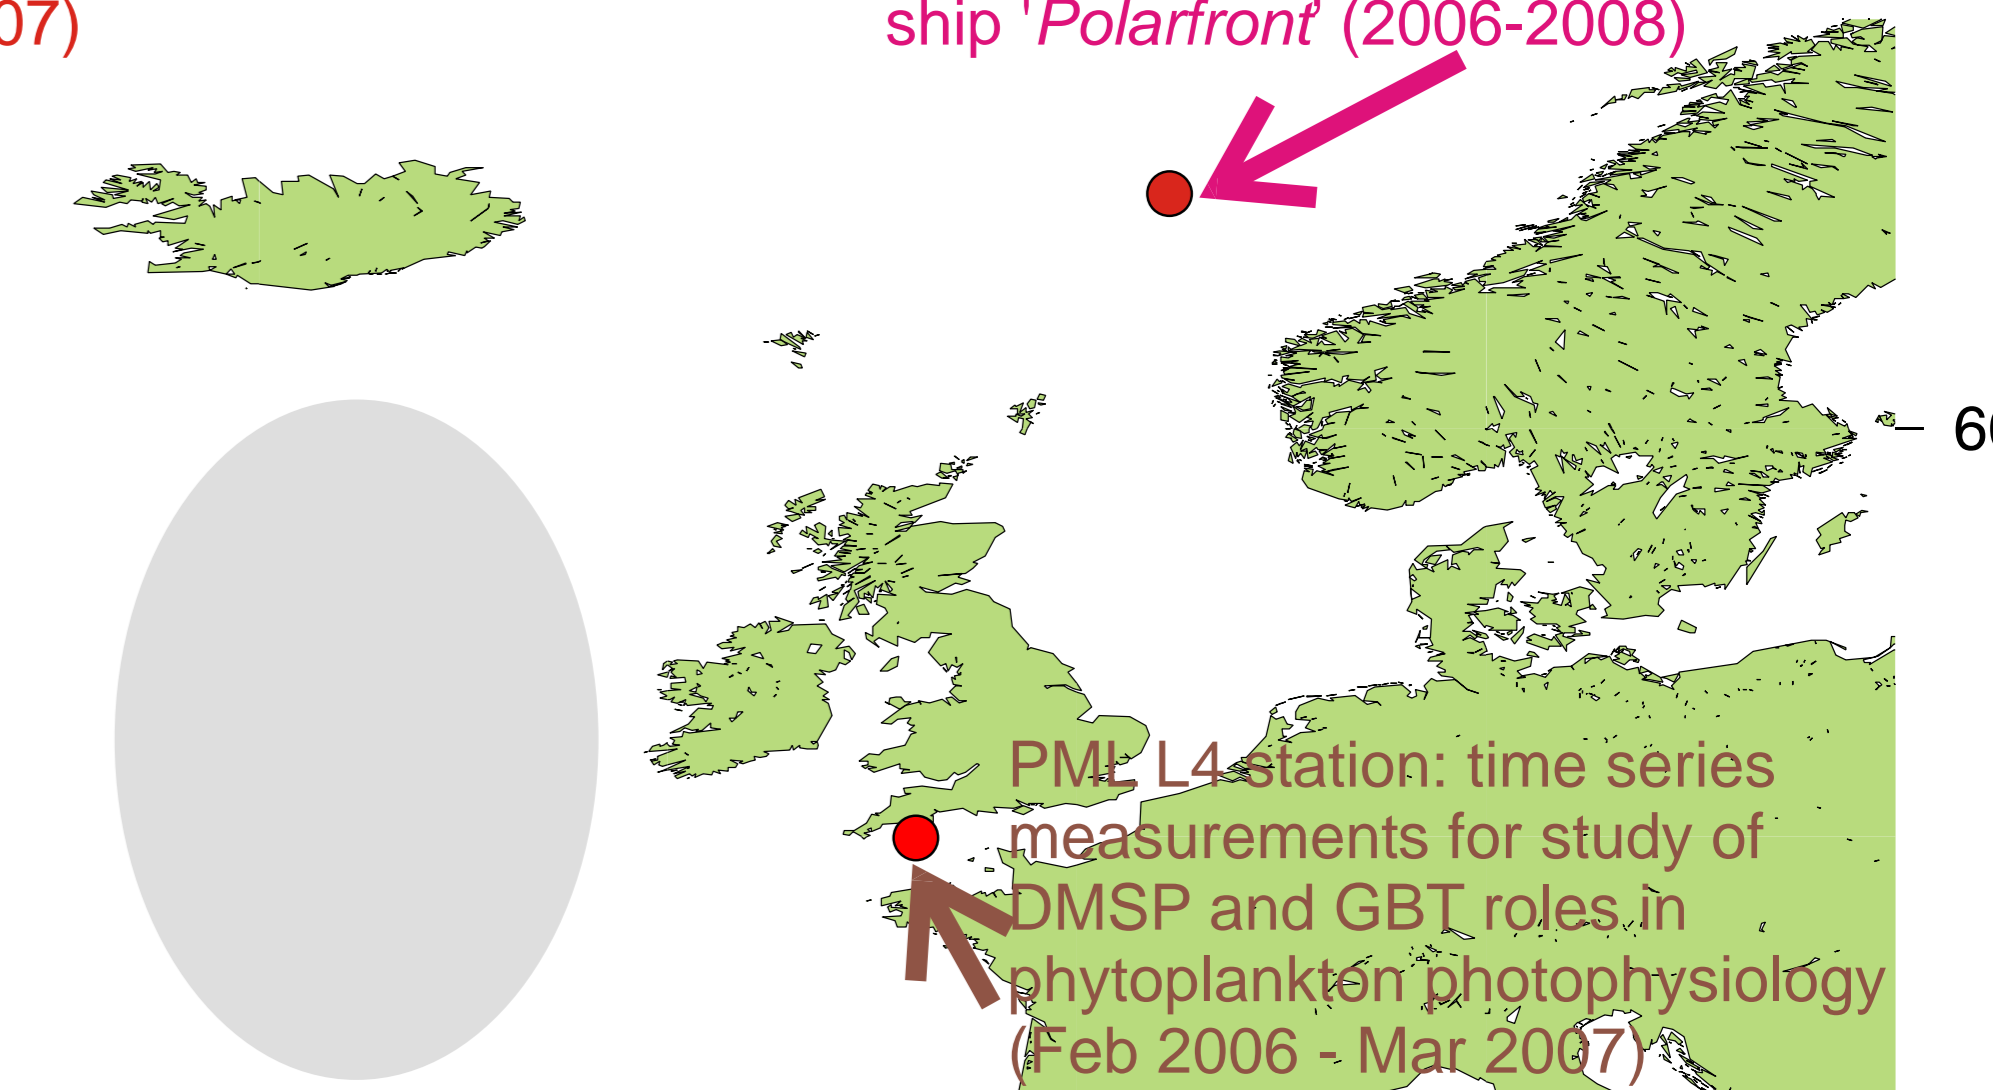 07)
ship 'Polarfront' (2006-2008)
60
PML L4 station: time series
measurements for study of
DMSP and GBT roles in
phytoplankton photophysiology
(Feb 2006 - Mar 2007)